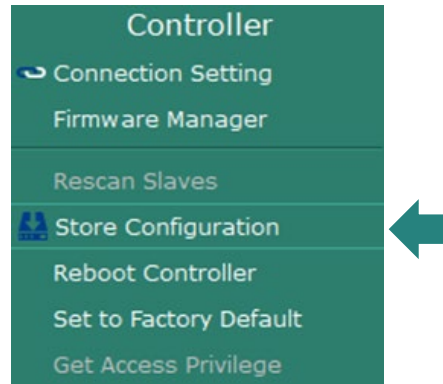 Controller
Connection Setting
Firmware Manager
Rescan Slaves
Store Configuration
Reboot Controller
Set to Factory Default
Get Access Privilege